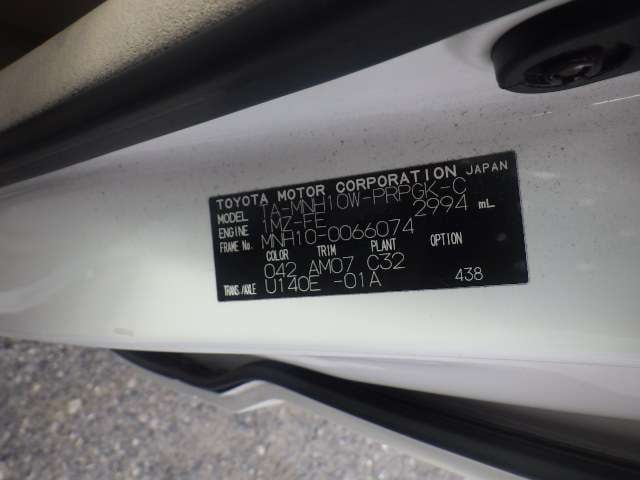 TOYOTA MOTOR CORPORATION JAPAN
MODEL TA-MNH10W-PRPGK-C
ENGINE 1MZ-FE 2994 mL
FRAME No. MNH10-0066074
COLOR TRIM PLANT OPTION
042 AM07 C32
TRANS/AXLE U140E -01A 438